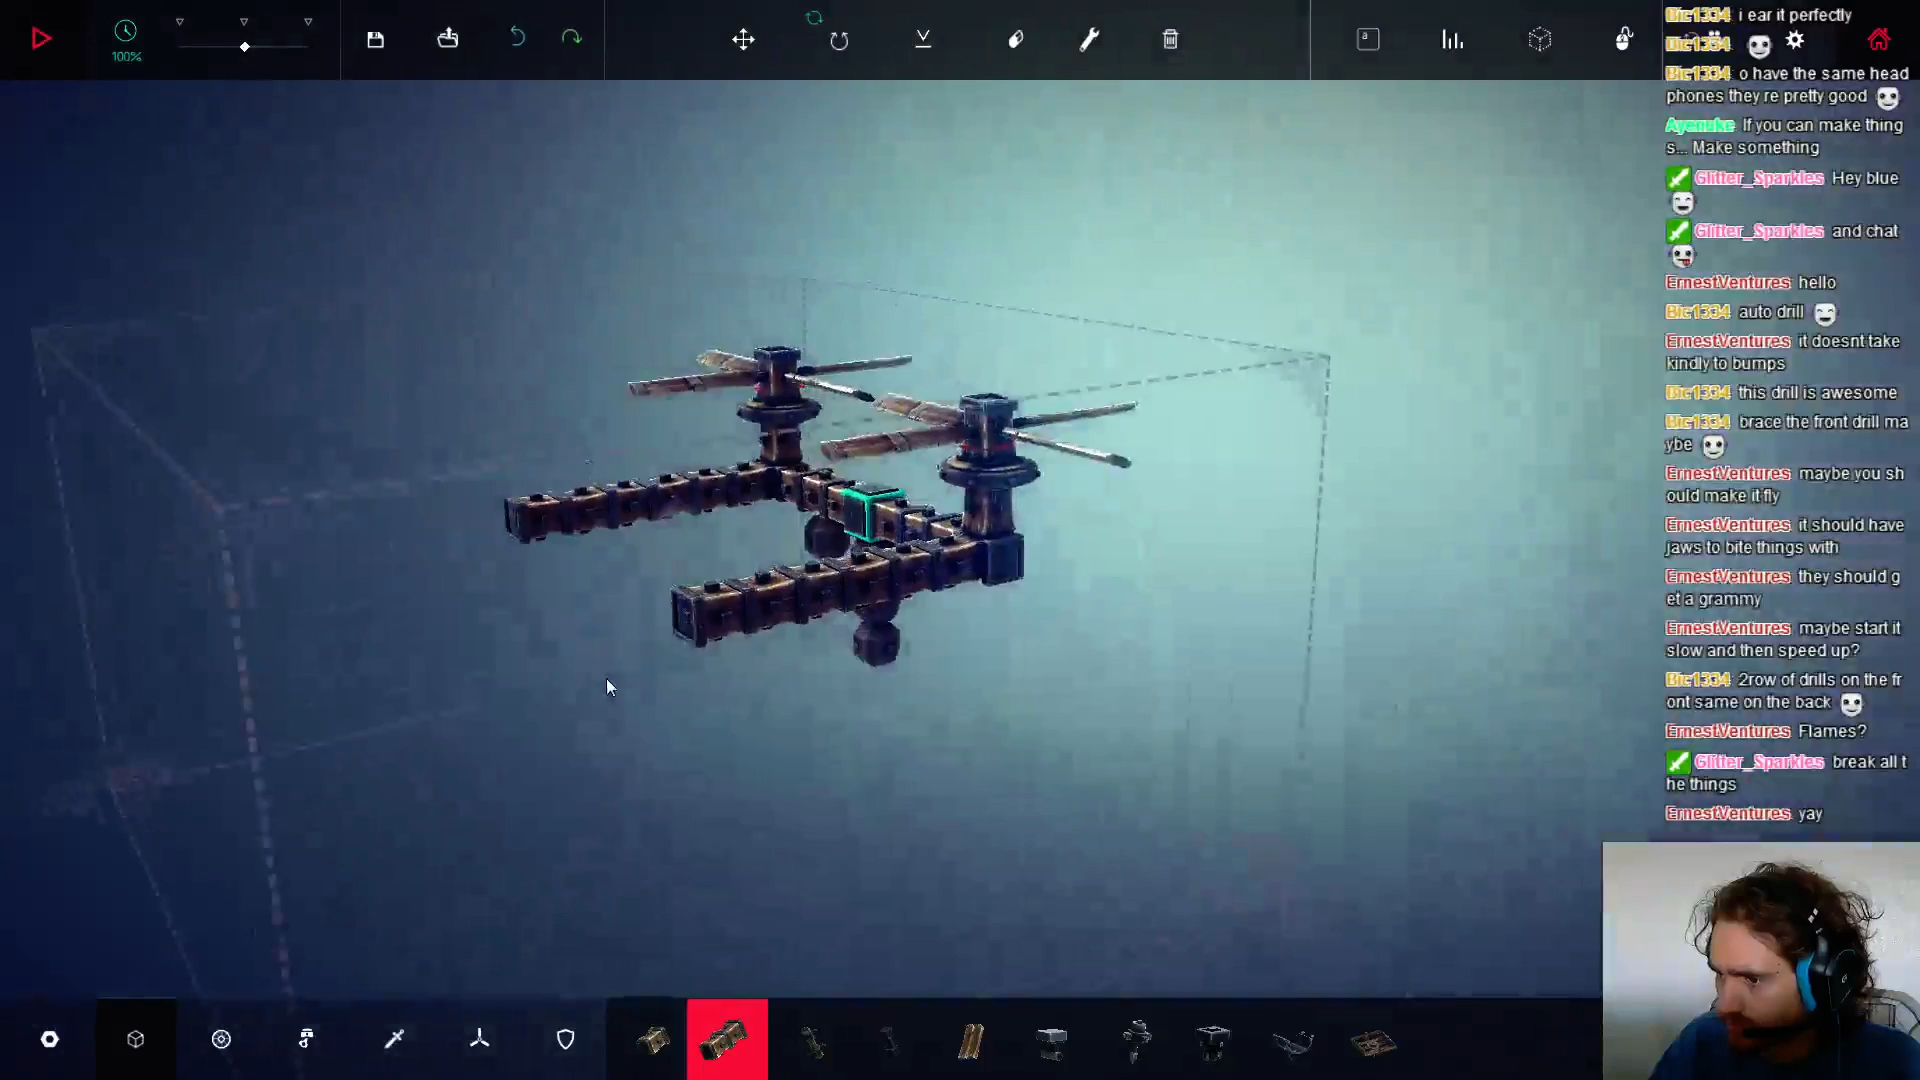 100%
Bic1334 i ear it perfectly
Bic1334
Bic1334 o have the same head
phones they re pretty good
Ayenuke If you can make thing
s... Make something
Glitter_Sparkles Hey blue
Glitter_Sparkles and chat
ErnestVentures hello
Bic1334 auto drill
ErnestVentures it doesnt take
kindly to bumps
Bic1334 this drill is awesome
Bic1334 brace the front drill ma
ybe
ErnestVentures maybe you sh
ould make it fly
ErnestVentures it should have
jaws to bite things with
ErnestVentures they should g
et a grammy
ErnestVentures maybe start it
slow and then speed up?
Bic1334 2row of drills on the fr
ont same on the back
ErnestVentures Flames?
Glitter_Sparkles break all t
he things
ErnestVentures yay